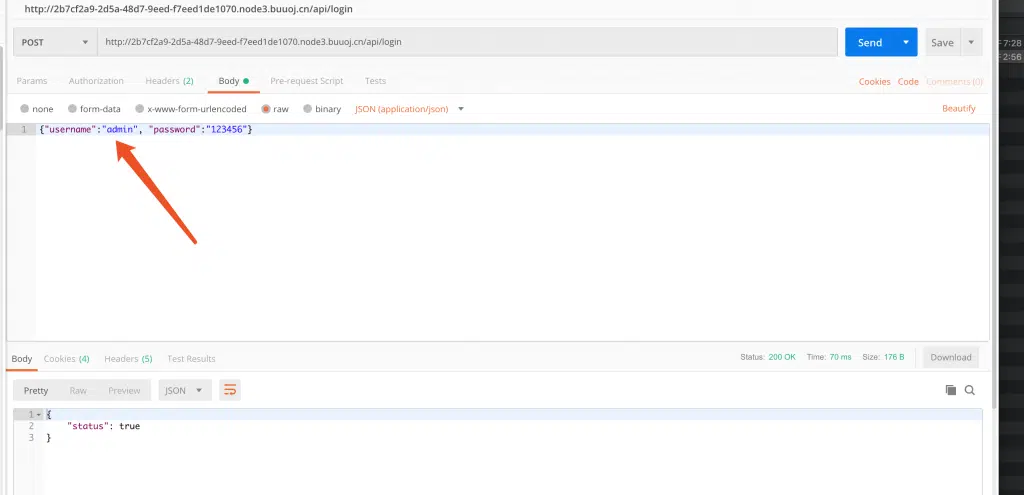 http://2b7cf2a9-2d5a-48d7-9eed-f7eed1de1070.node3.buuoj.cn/api/login
POST http://2b7cf2a9-2d5a-48d7-9eed-f7eed1de1070.node3.buuoj.cn/api/login Send Save
Params Authorization Headers (2) Body Pre-request Script Tests Cookies Code Comments (0)
none form-data x-www-form-urlencoded raw binary JSON (application/json) Beautify
1 {"username":"admin", "password":"123456"}
Body Cookies (4) Headers (5) Test Results Status: 200 OK Time: 70 ms Size: 176 B Download
Pretty Raw Preview JSON
1 {
2 "status": true
3 }
7:28
2:56